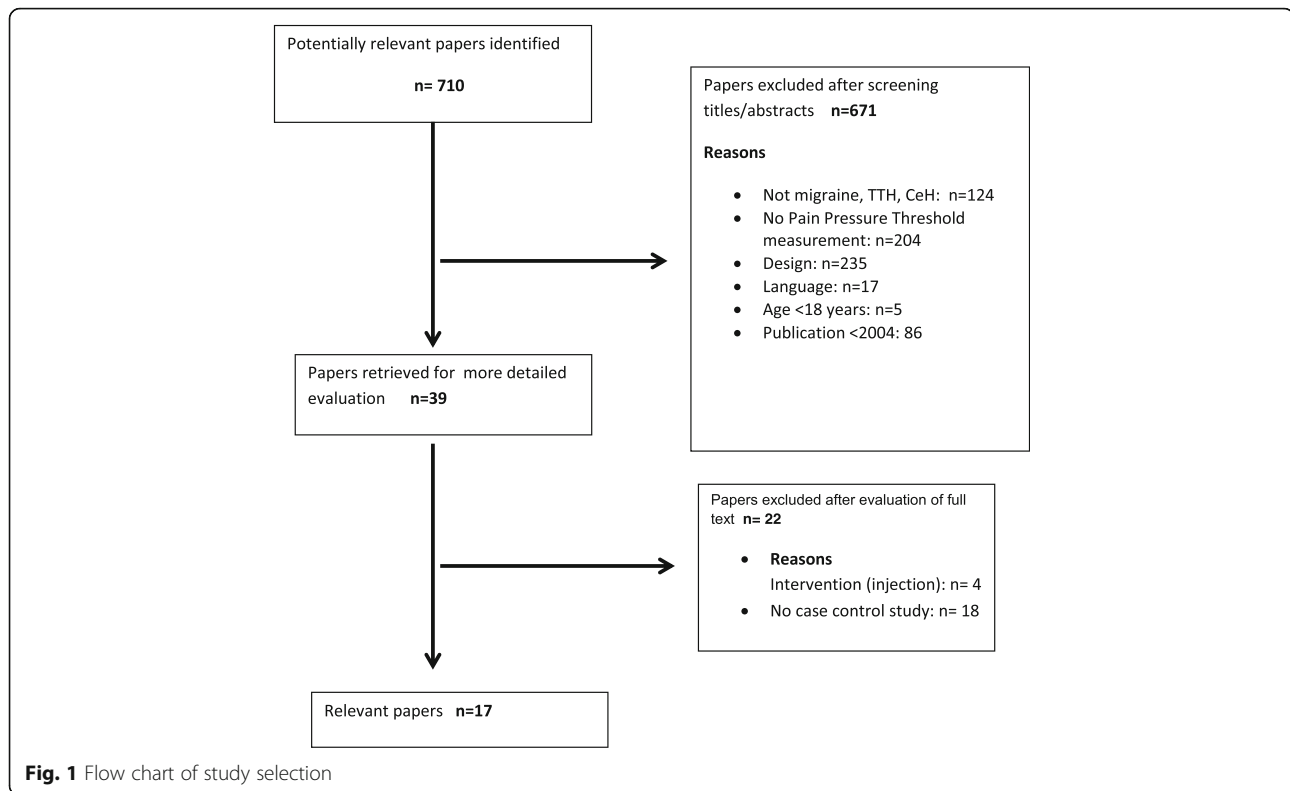 Potentially relevant papers identified
n= 710
Papers excluded after screening
titles/abstracts n=671
Reasons
• Not migraine, TTH, CeH: n=124
• No Pain Pressure Threshold
measurement: n=204
• Design: n=235
• Language: n=17
• Age <18 years: n=5
• Publication <2004: 86
Papers retrieved for more detailed
evaluation n=39
Papers excluded after evaluation of full
text n= 22
• Reasons
Intervention (injection): n= 4
• No case control study: n= 18
Relevant papers n=17
Fig. 1 Flow chart of study selection